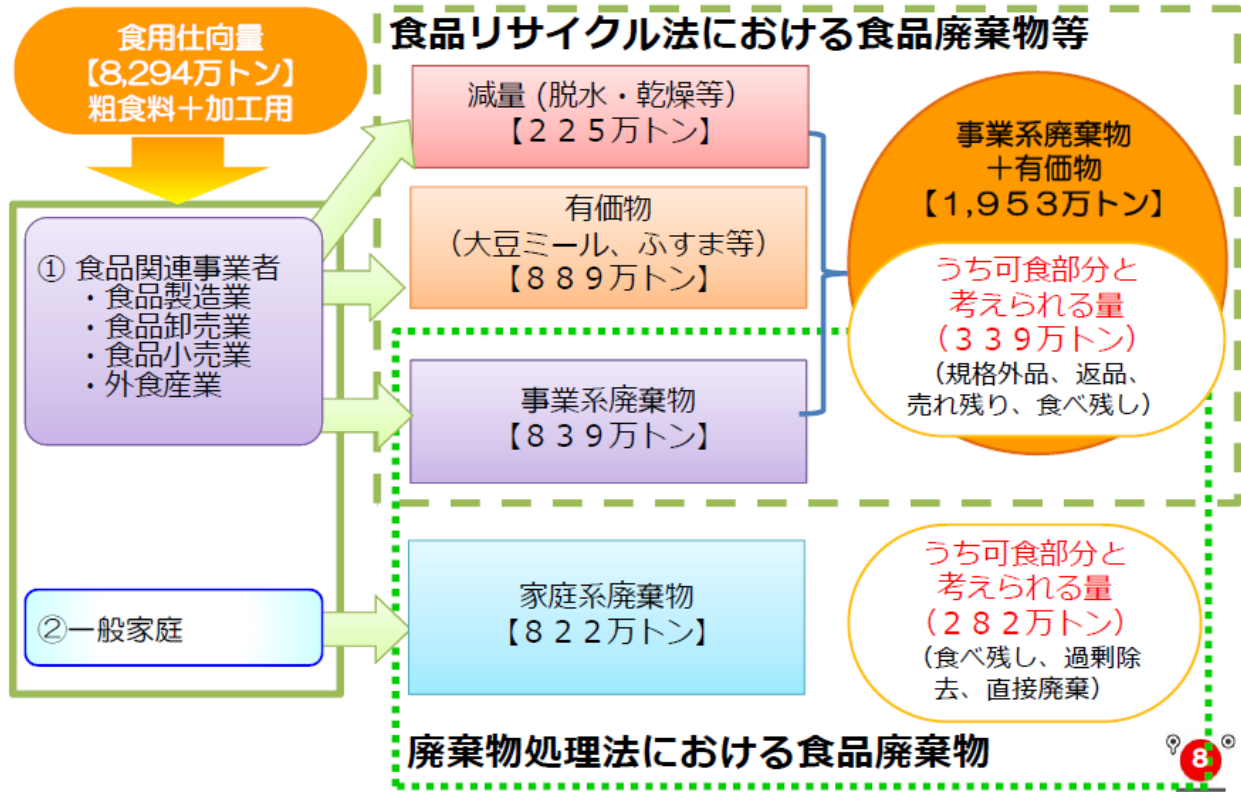 食用仕向量
【8,294万トン】
粗食料＋加工用
食品リサイクル法における食品廃棄物等
① 食品関連事業者
・食品製造業
・食品卸売業
・食品小売業
・外食産業
②一般家庭
減量 (脱水・乾燥等）
【２２５万トン】
有価物
（大豆ミール、ふすま等）
【８８９万トン】
事業系廃棄物
【８３９万トン】
家庭系廃棄物
【８２２万トン】
事業系廃棄物
＋有価物
【１,９５３万トン】
うち可食部分と
考えられる量
（３３９万トン）
（規格外品、返品、
売れ残り、食べ残し）
うち可食部分と
考えられる量
（２８２万トン）
（食べ残し、過剰除
去、直接廃棄）
廃棄物処理法における食品廃棄物
8